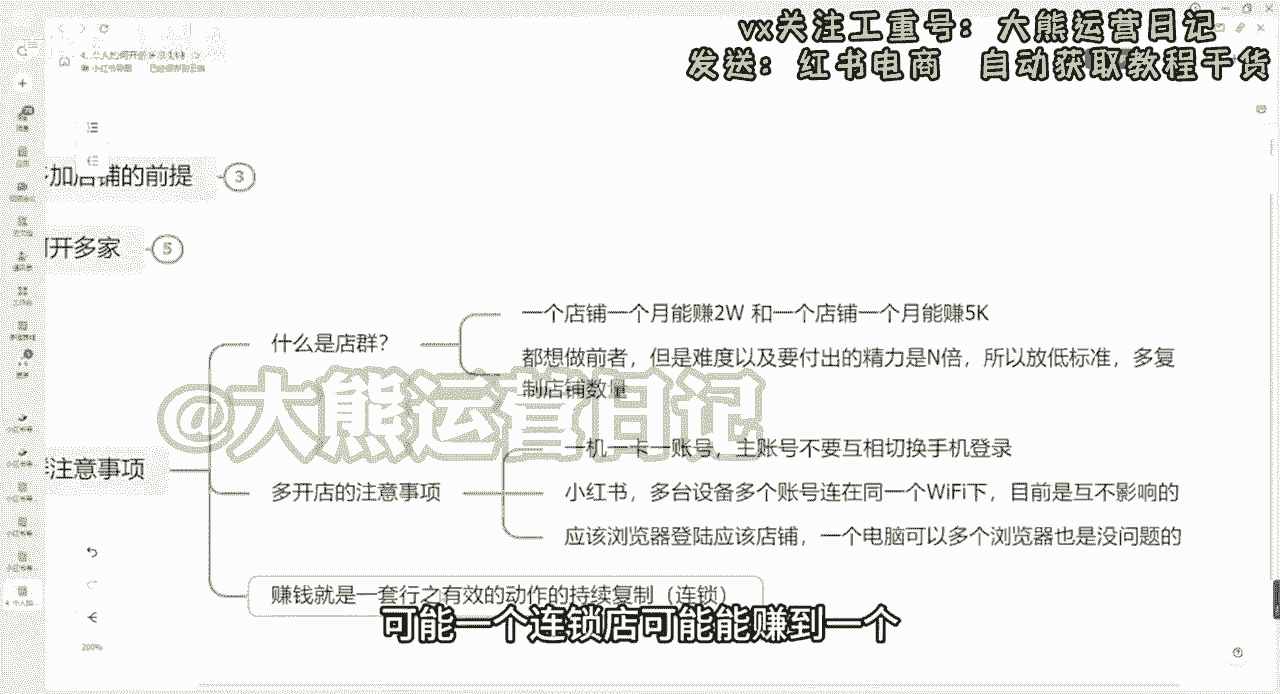 vx关注工重号：大熊运营日记
发送：红书电商 自动获取教程干货
加店铺的前提
3
开多家
5
什么是店群？
一个店铺一个月能赚2W 和一个店铺一个月能赚5K
都想做前者，但是难度以及要付出的精力是N倍，所以放低标准，多复
制店铺数量
@大熊运营日记
注意事项
多开店的注意事项
一机一卡一账号，主账号不要互相切换手机登录
小红书，多台设备多个账号连在同一个WiFi下，目前是互不影响的
应该浏览器登陆应该店铺，一个电脑可以多个浏览器也是没问题的
赚钱就是一套行之有效的动作的持续复制（连锁）
可能一个连锁店可能能赚到一个
200%